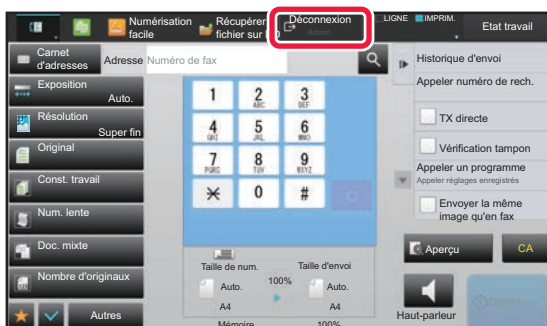 Numérisation facile
Récupérer fichier sur
Déconnexion
Admin.
LIGNE
IMPRIM.
Etat travail
Carnet d'adresses
Adresse
Numéro de fax
Historique d'envoi
Appeler numéro de rech.
Exposition
Auto.
Résolution
Super fin
Original
Const. travail
Num. lente
Doc. mixte
Nombre d'originaux
Autres
1
2 ABC
3 DEF
4 GHI
5 JKL
6 MNO
7 PQRS
8 TUV
9 WXYZ
0
#
TX directe
Vérification tampon
Appeler un programme
Appeler réglages enregistrés
Envoyer la même
image qu'en fax
Aperçu
CA
Taille de num.
Taille d'envoi
Auto.
100%
Auto.
A4
A4
Mémoire
100%
Haut-parleur
Départ